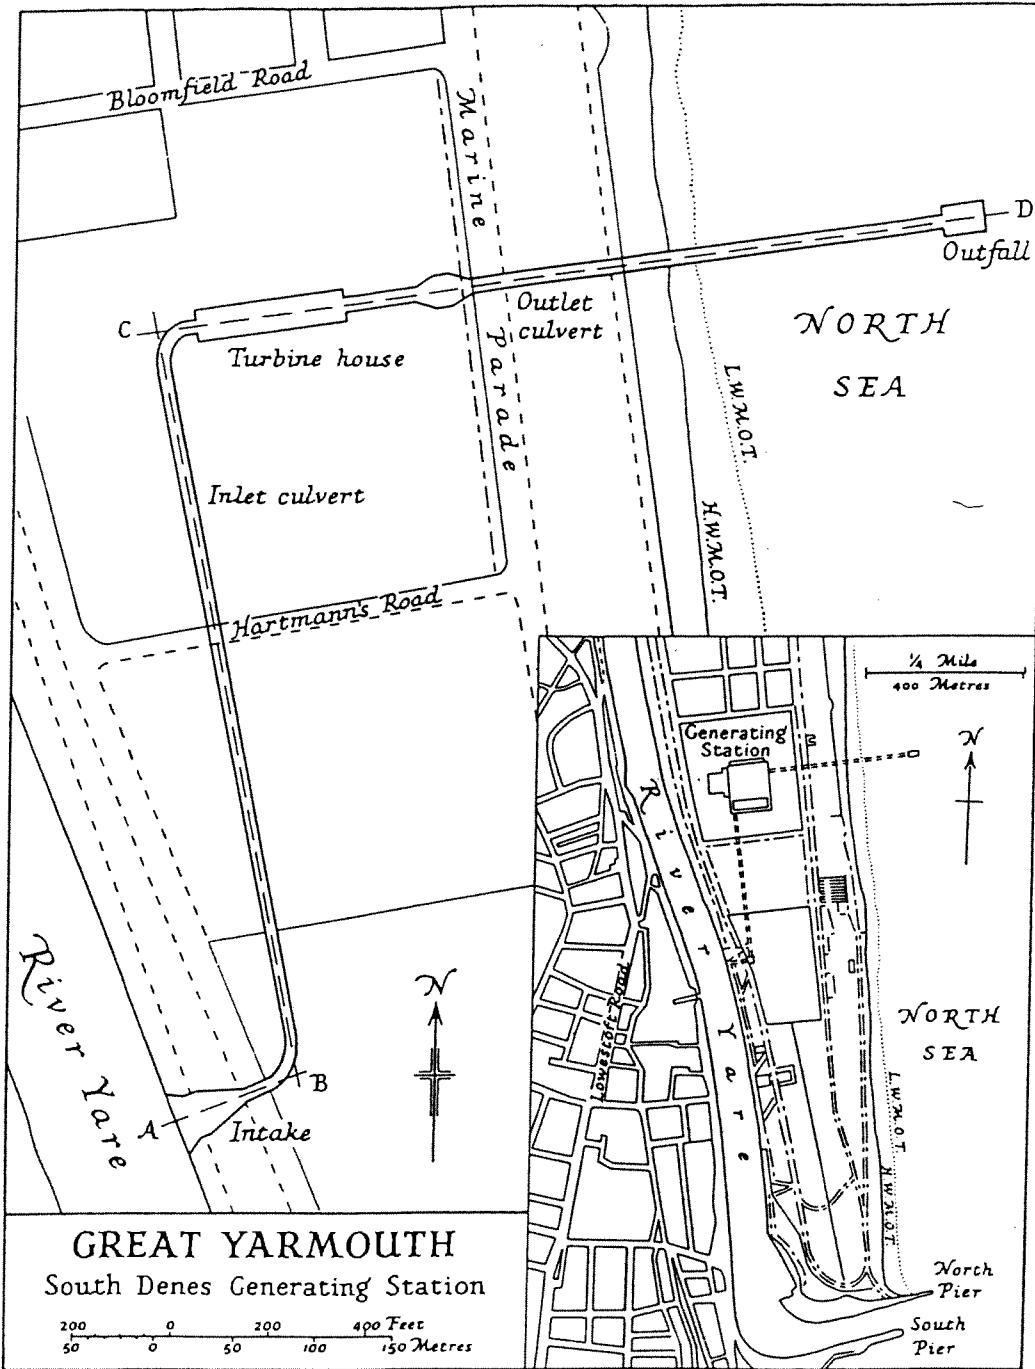 Bloomfield Road
Marine
Parade
D
Outfall
C
Outlet
culvert
Turbine house
NORTH
SEA
L.W.M.O.T.
H.W.M.O.T.
Inlet culvert
Hartmann's Road
River Yare
N
A
B
Intake
GREAT YARMOUTH
South Denes Generating Station
200 0 200 400 Feet
50 0 50 100 150 Metres
¼ Mile
400 Metres
N
Generating
Station
River Yare
Lowestoft Road
NORTH
SEA
L.W.M.O.T.
H.W.M.O.T.
North
Pier
South
Pier